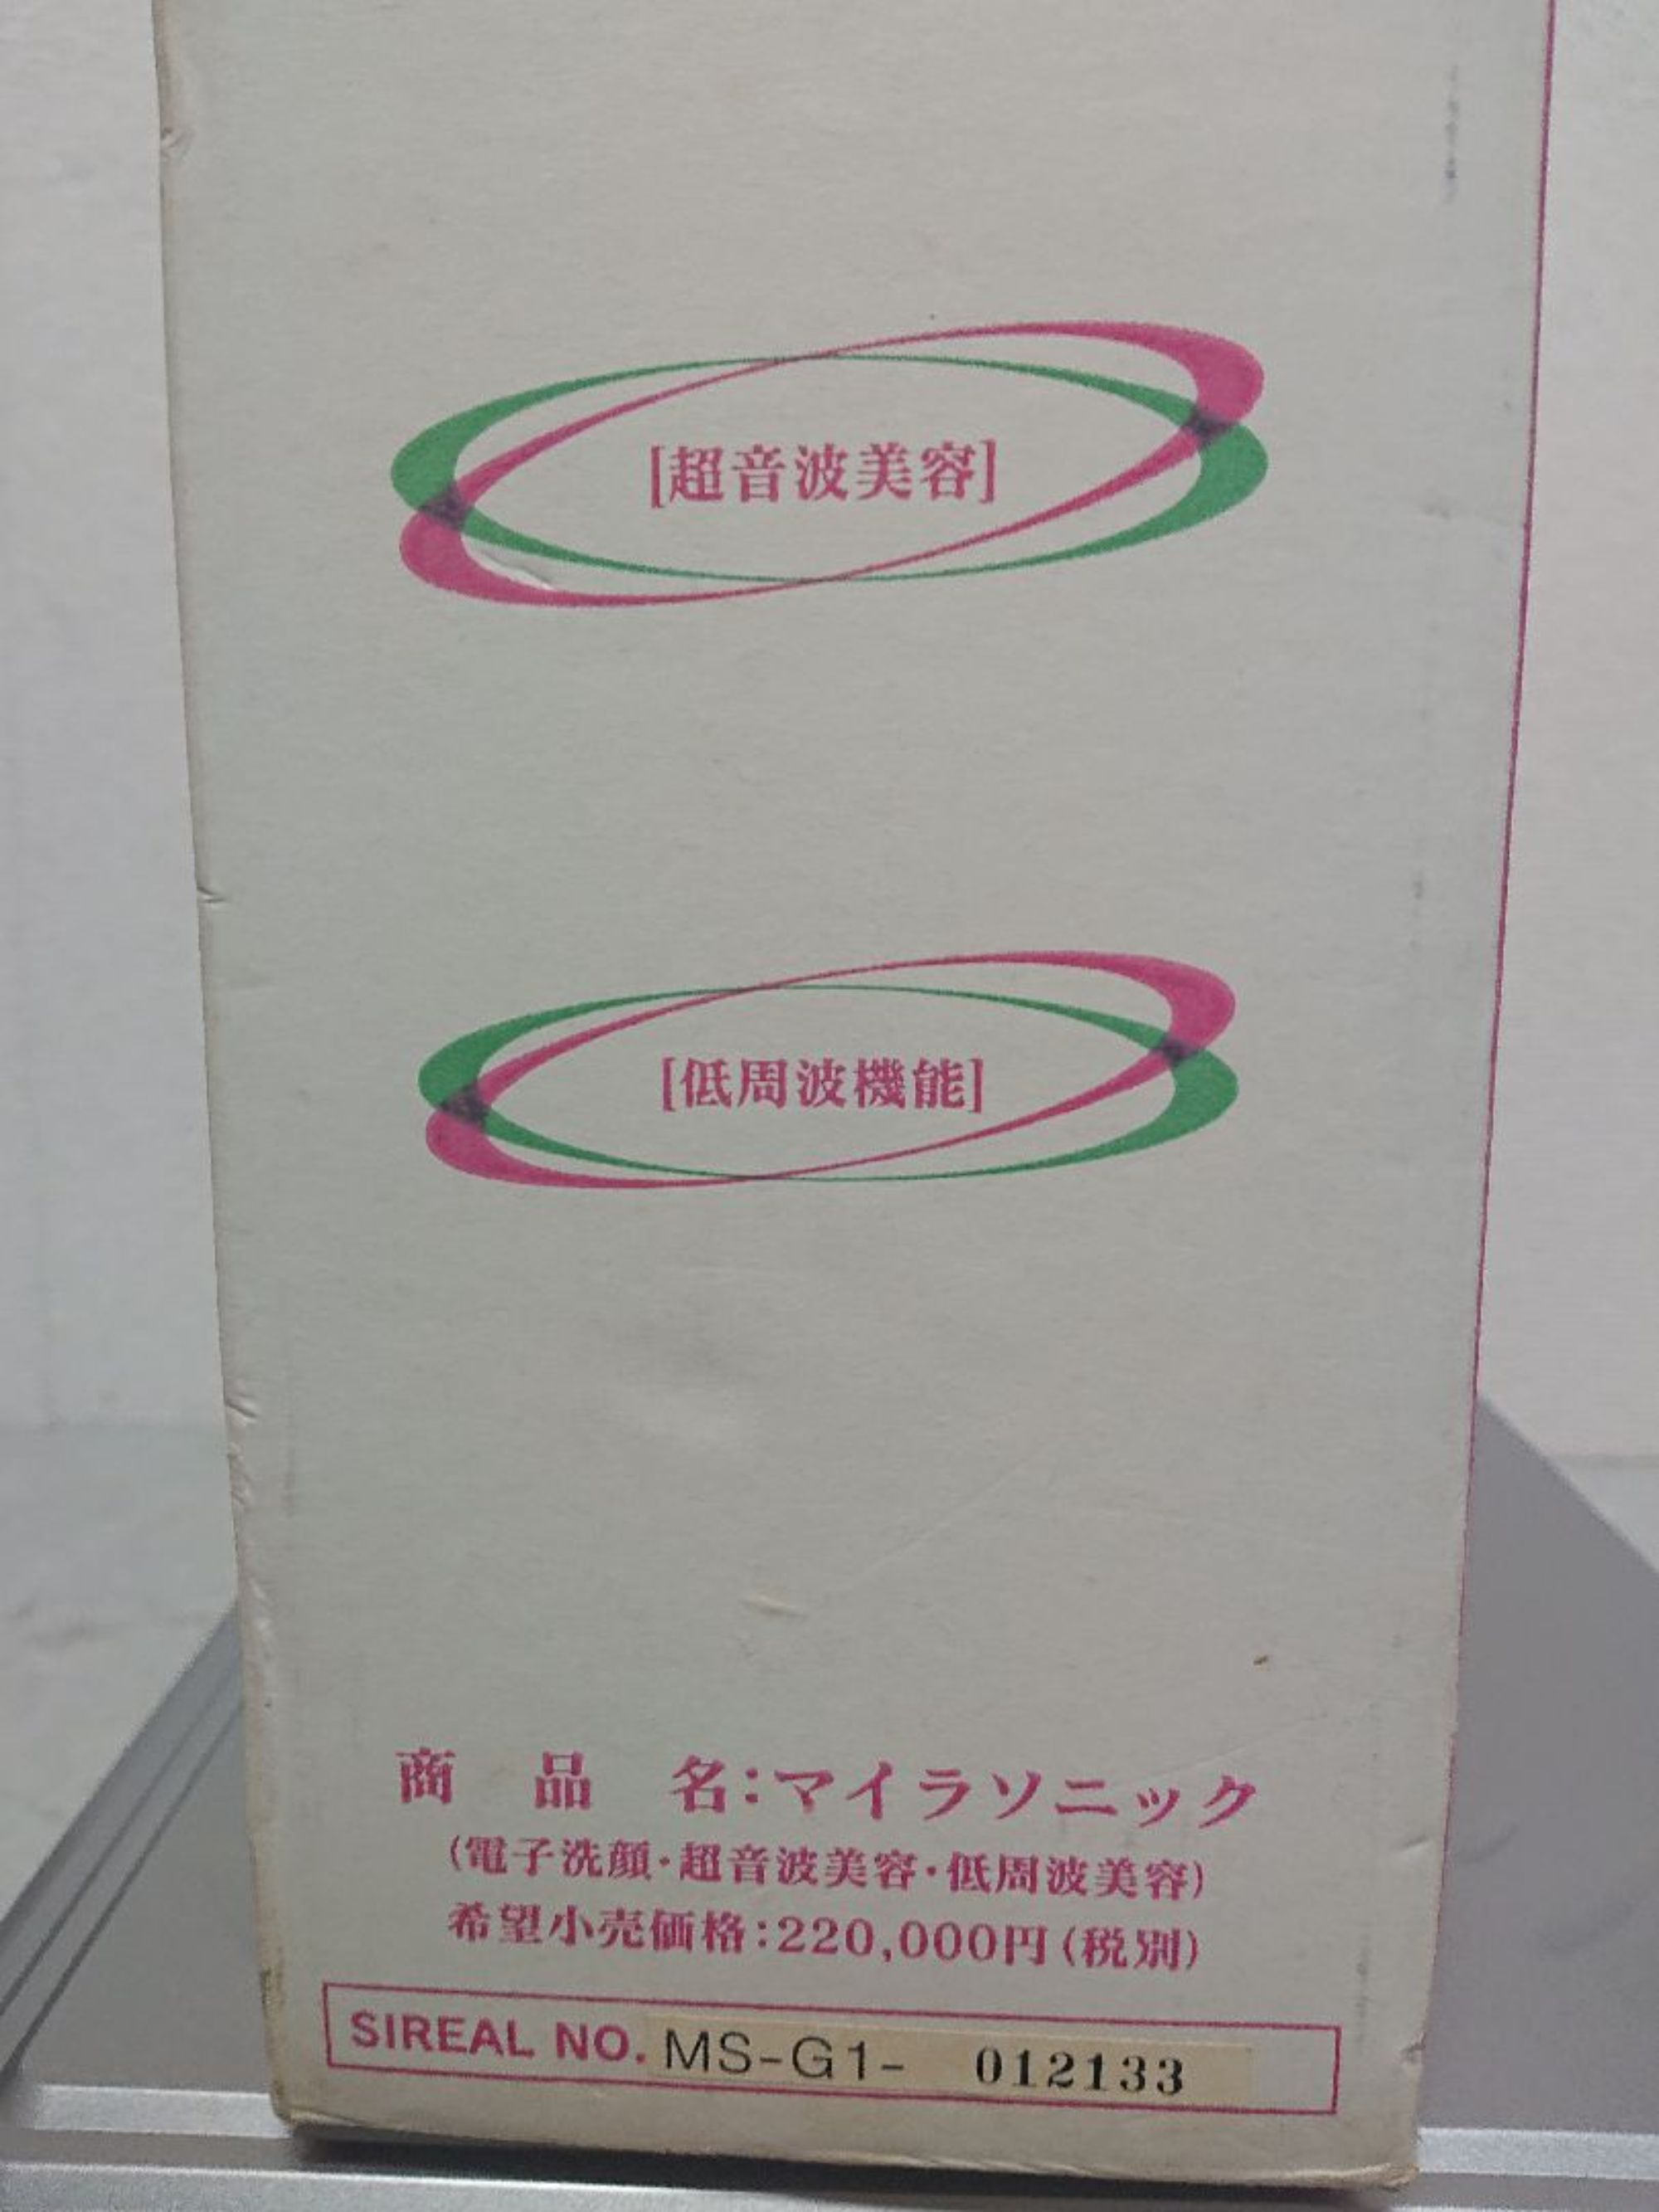 [超音波美容]
[低周波機能]
商 品 名:マイラソニック
(電子洗顔・超音波美容・低周波美容)
希望小売価格:220,000円(税別)
SIREAL NO. MS-G1- 012133